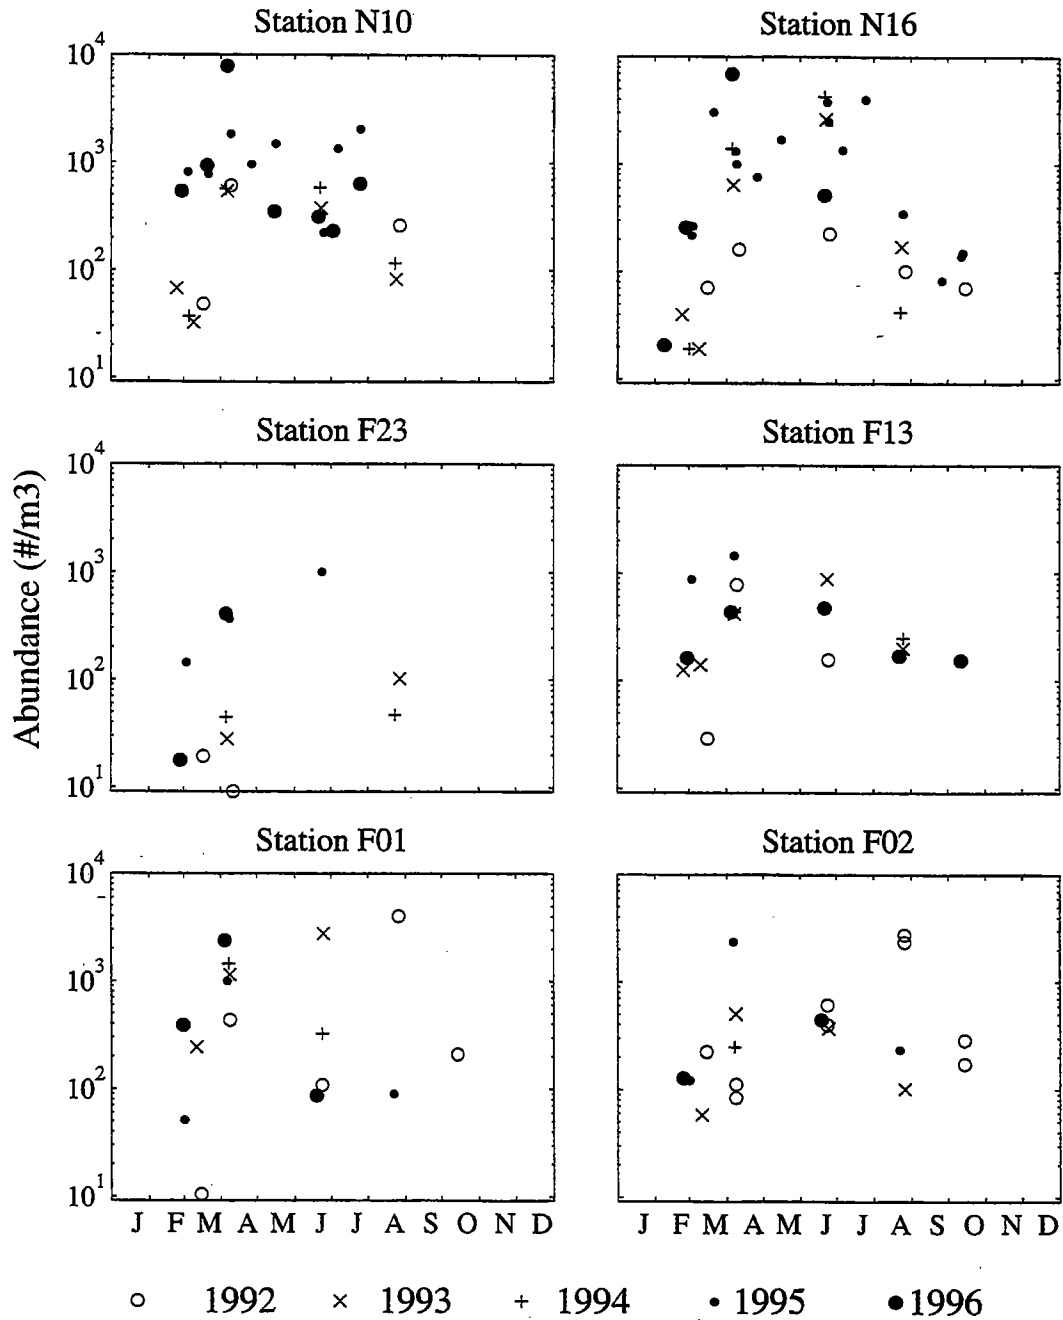 Station N10 Station N16
10^4
10^3
10^2
10^1
Station F23 Station F13
Abundance (#/m3)
10^4
10^3
10^2
10^1
Station F01 Station F02
10^4
10^3
10^2
10^1
J F M A M J J A S O N D J F M A M J J A S O N D
1992 1993 1994 1995 1996